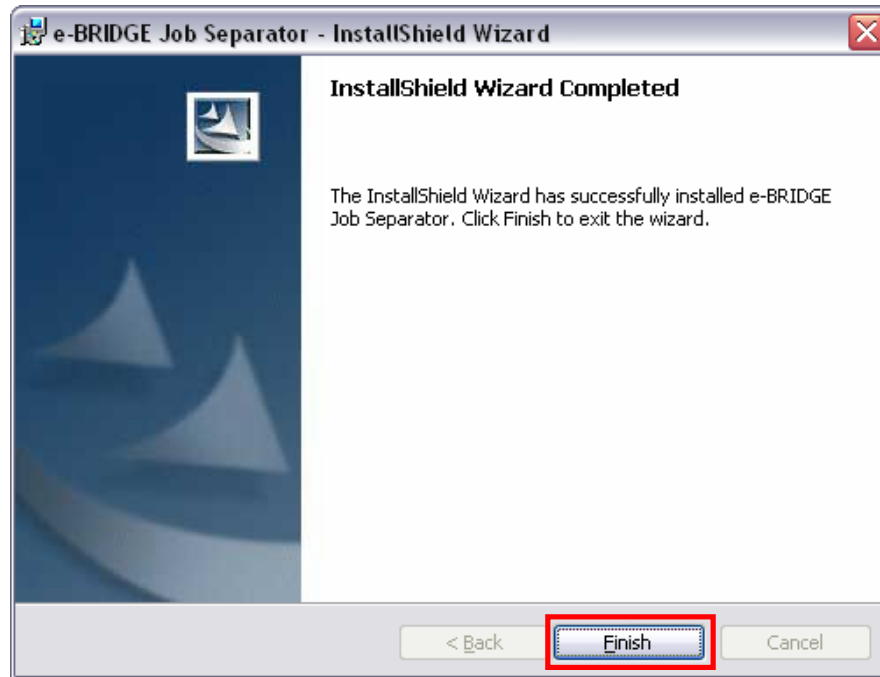 e-BRIDGE Job Separator - InstallShield Wizard
InstallShield Wizard Completed
The InstallShield Wizard has successfully installed e-BRIDGE
Job Separator. Click Finish to exit the wizard.
< Back Finish Cancel